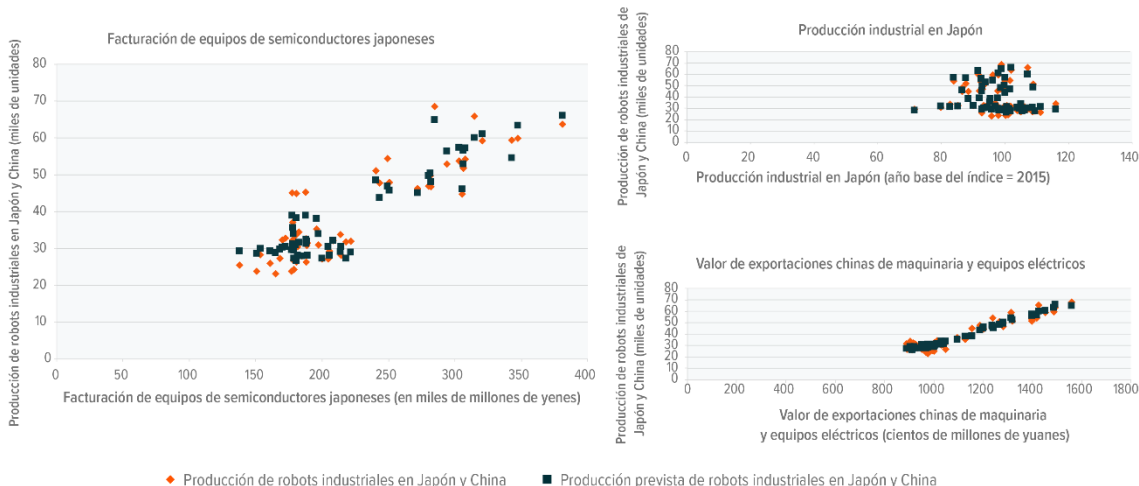 Facturación de equipos de semiconductores japoneses
Producción de robots industriales en Japón y China (miles de unidades)
80
70
60
50
40
30
20
10
0
0 50 100 150 200 250 300 350 400
Facturación de equipos de semiconductores japoneses (en miles de millones de yenes)
Producción industrial en Japón
Producción de robots industriales de
Japón y China (miles de unidades)
80
70
60
50
40
30
20
10
0
0 20 40 60 80 100 120 140
Producción industrial en Japón (año base del índice = 2015)
Valor de exportaciones chinas de maquinaria y equipos eléctricos
Producción de robots industriales de
Japón y China (miles de unidades)
80
70
60
50
40
30
20
10
0
0 200 400 600 800 1000 1200 1400 1600 1800
Valor de exportaciones chinas de maquinaria
y equipos eléctricos (cientos de millones de yuanes)
Producción de robots industriales en Japón y China
Producción prevista de robots industriales en Japón y China